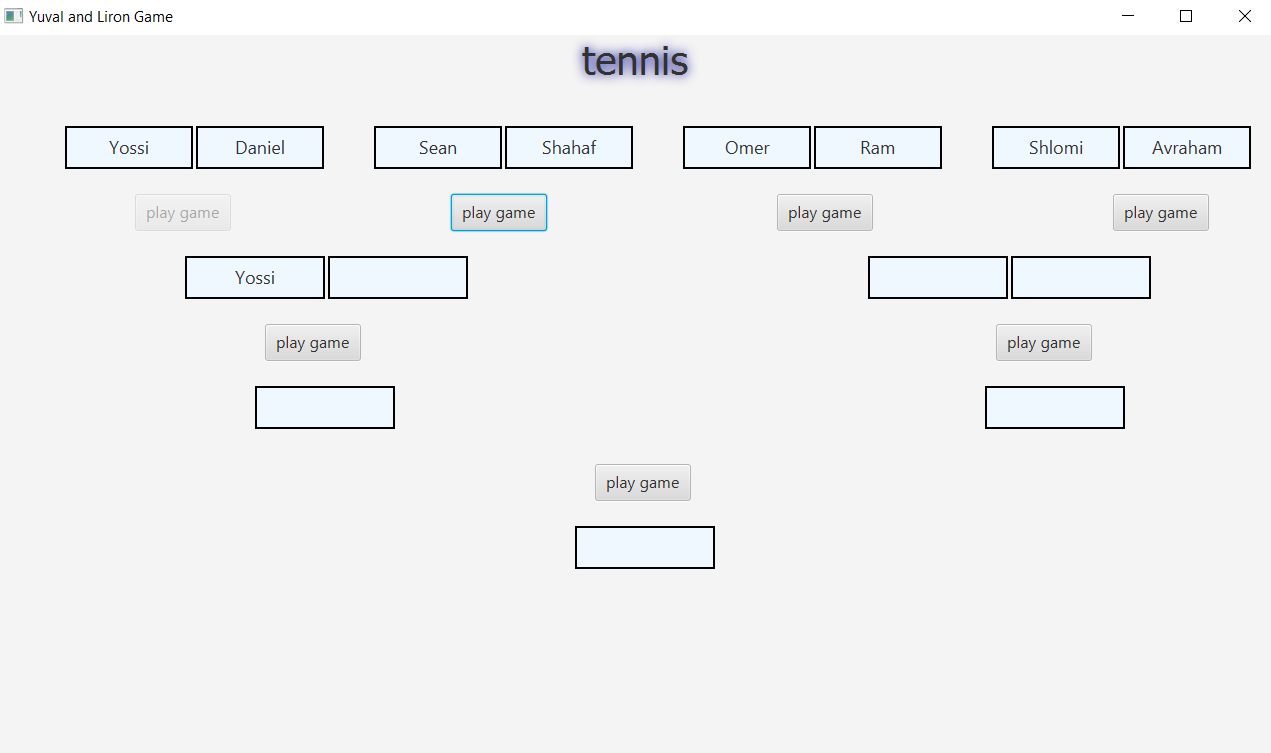 Yuval and Liron Game
tennis
Yossi Daniel Sean Shahaf Omer Ram Shlomi Avraham
play game play game play game play game
Yossi
play game play game
play game